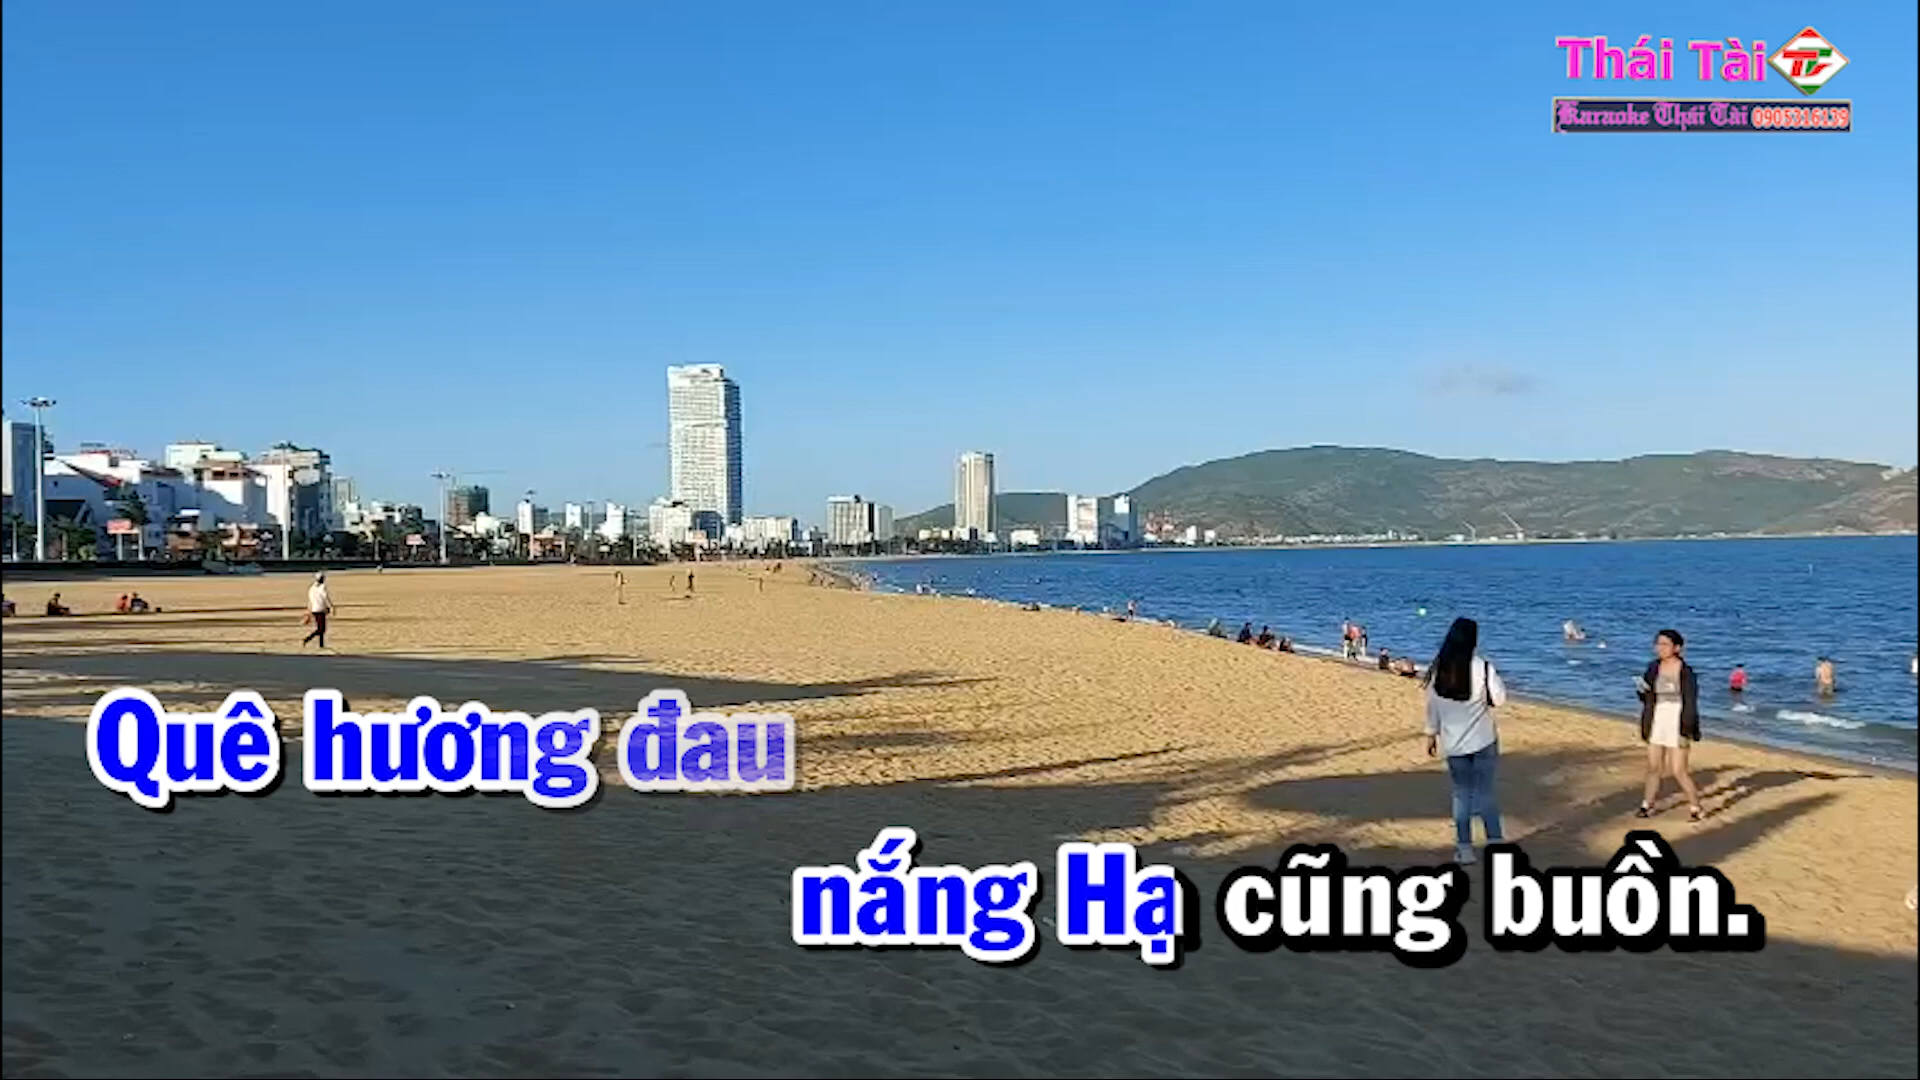 Thái Tài
Karaoke Thái Tài 0905316139
Quê hương đau
nắng Hạ cũng buồn.